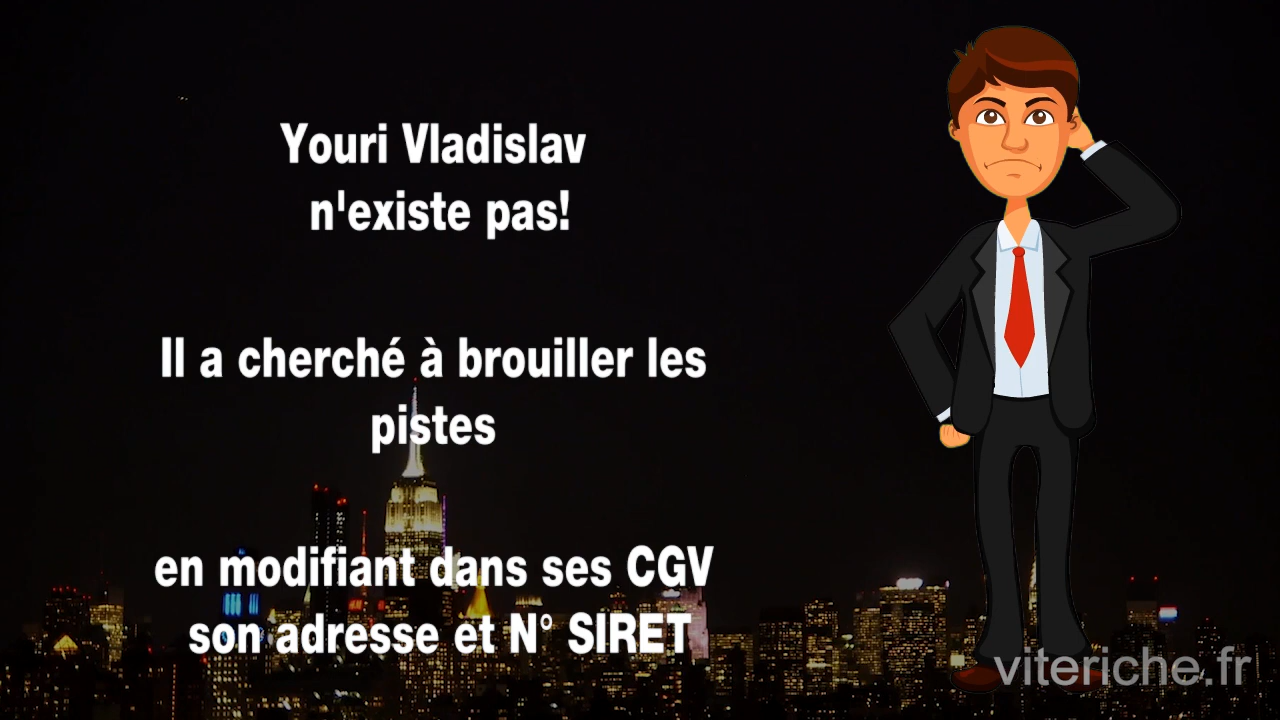 Youri Vladislav
n'existe pas!
Il a cherché à brouiller les
pistes
en modifiant dans ses CGV
son adresse et N° SIRET
viteriche.fr